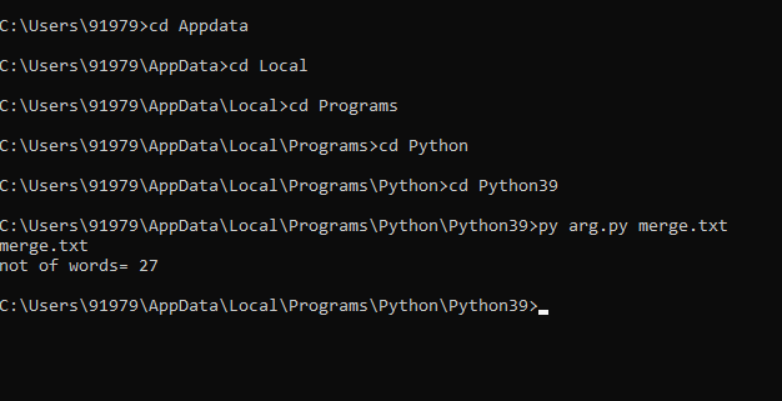 C:\Users\91979>cd Appdata
C:\Users\91979\AppData>cd Local
C:\Users\91979\AppData\Local>cd Programs
C:\Users\91979\AppData\Local\Programs>cd Python
C:\Users\91979\AppData\Local\Programs\Python>cd Python39
C:\Users\91979\AppData\Local\Programs\Python\Python39>py arg.py merge.txt
merge.txt
not of words= 27
C:\Users\91979\AppData\Local\Programs\Python\Python39>